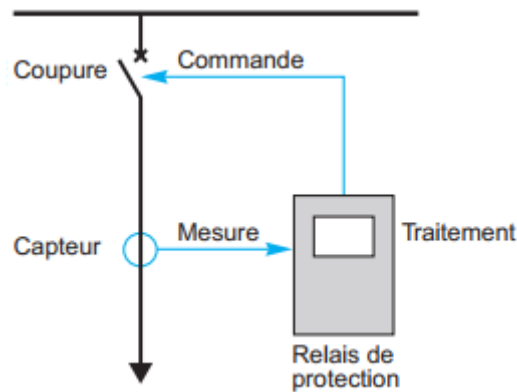 Coupure
Commande
Capteur
Mesure
Traitement
Relais de
protection